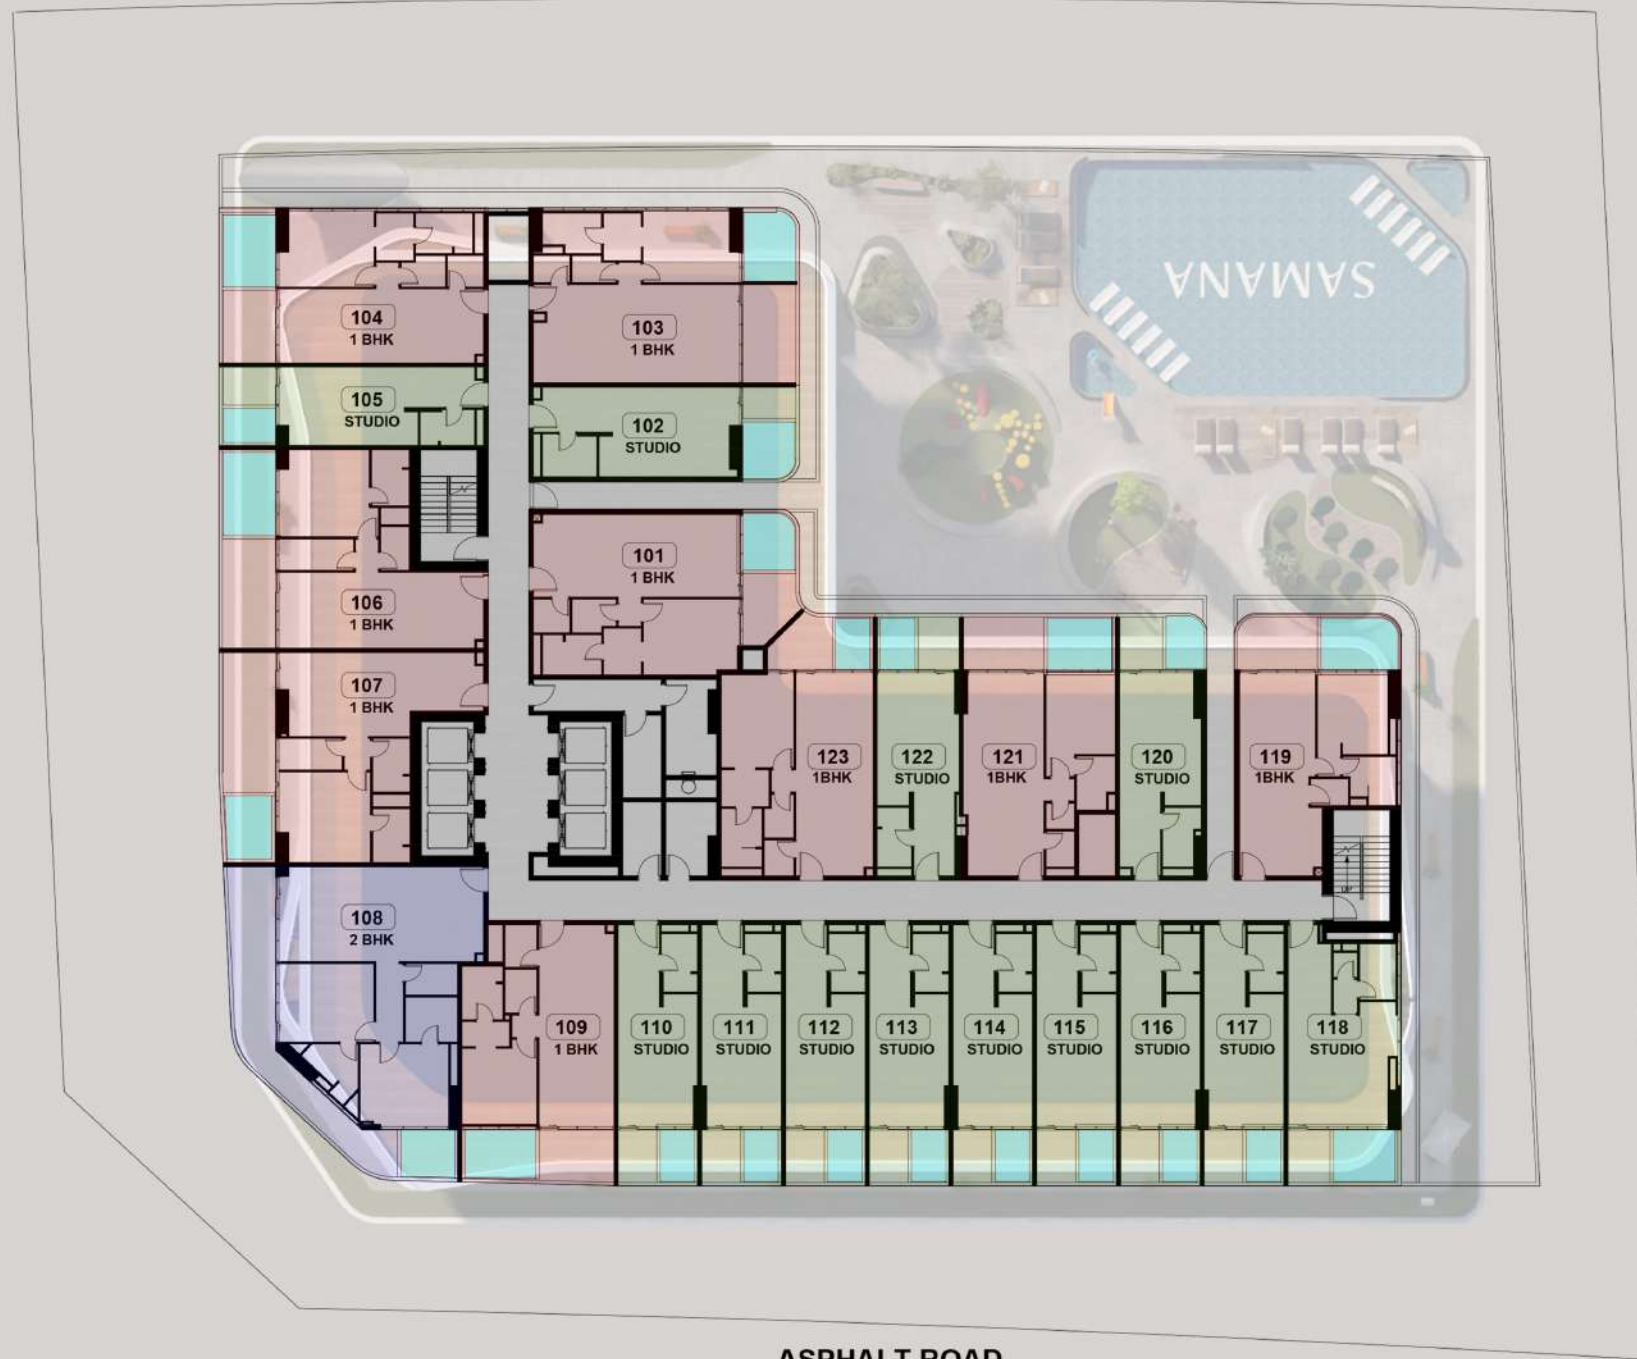 SAMANA
104
1 BHK
103
1 BHK
105
STUDIO
102
STUDIO
101
1 BHK
106
1 BHK
107
1 BHK
123
1BHK
122
STUDIO
121
1BHK
120
STUDIO
119
1BHK
108
2 BHK
109
1 BHK
110
STUDIO
111
STUDIO
112
STUDIO
113
STUDIO
114
STUDIO
115
STUDIO
116
STUDIO
117
STUDIO
118
STUDIO
ASPHALT ROAD